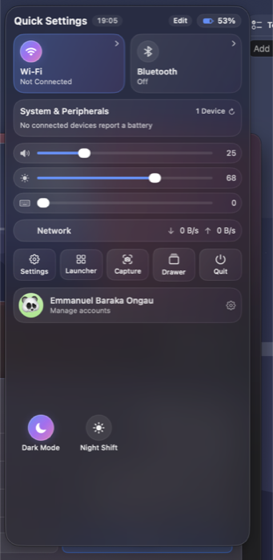 Quick Settings 19:05 Edit 53%
Wi-Fi
Not Connected
Bluetooth
Off
Add
System & Peripherals 1 Device
No connected devices report a battery
25
68
0
Network ↓ 0 B/s ↑ 0 B/s
Settings Launcher Capture Drawer Quit
Emmanuel Baraka Ongau
Manage accounts
Dark Mode Night Shift